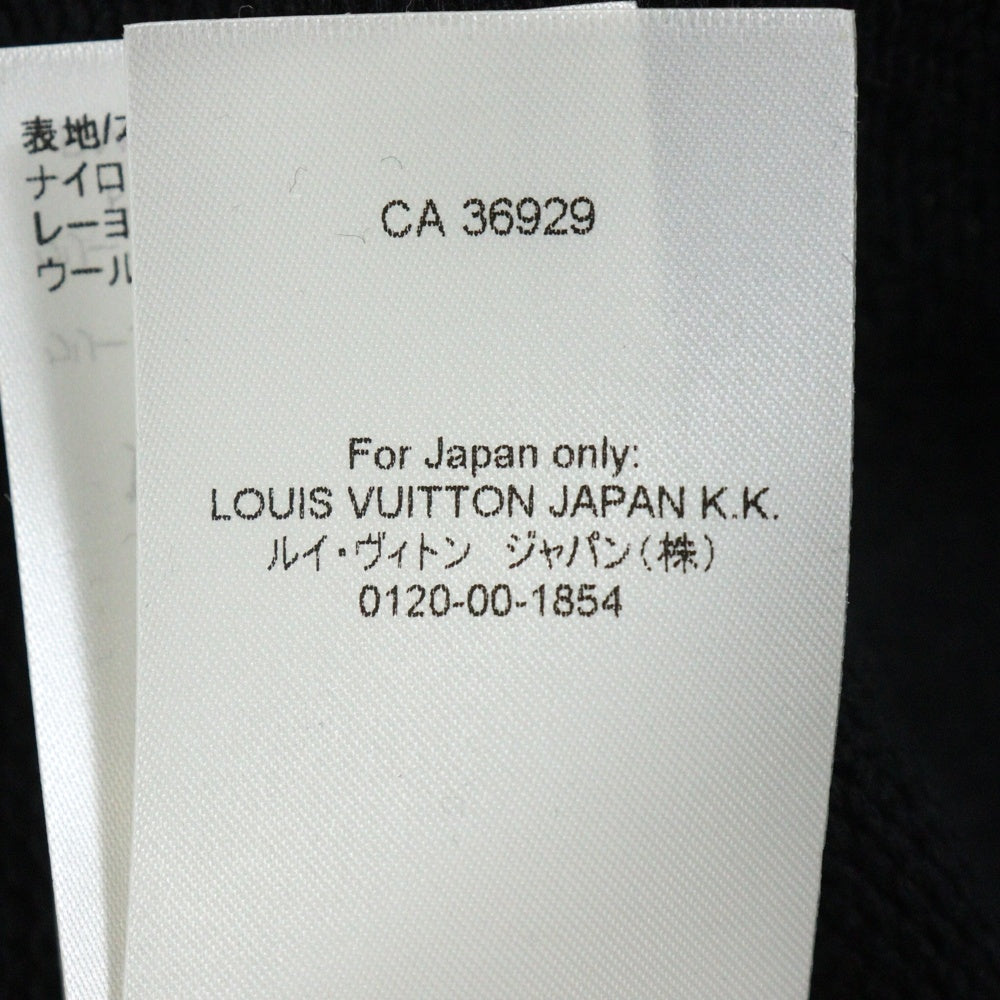 表地/
ナイロ
レーヨ
ウール
CA 36929
For Japan only:
LOUIS VUITTON JAPAN K.K.
ルイ・ヴィトン ジャパン(株)
0120-00-1854